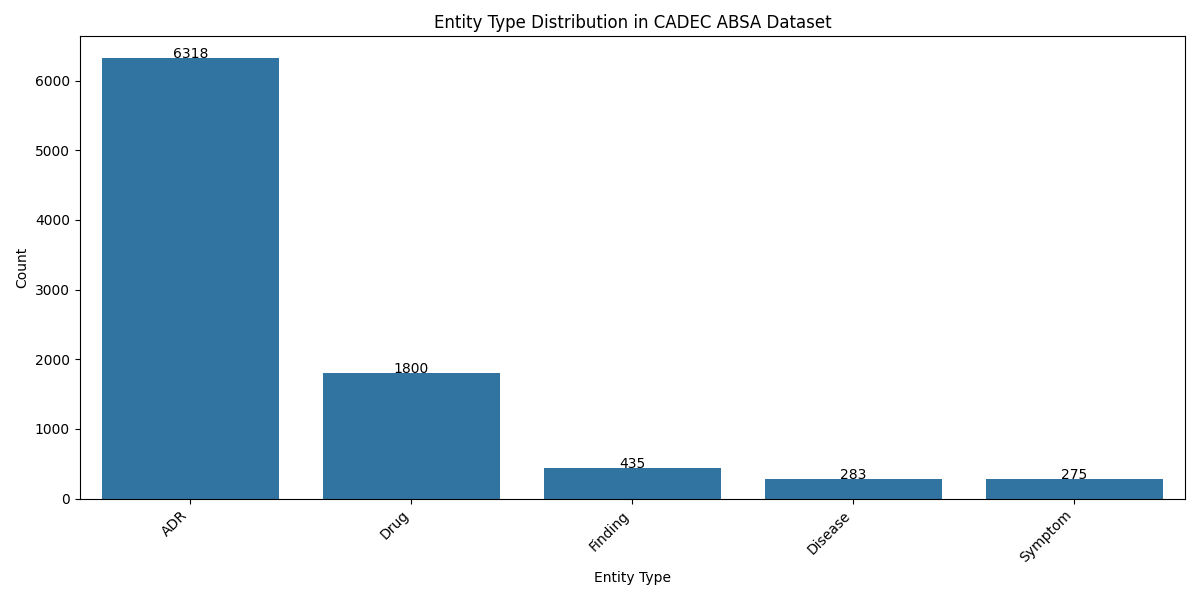 Entity Type Distribution in CADEC ABSA Dataset
Count
6000
5000
4000
3000
2000
1000
0
6318
1800
435
283
275
ADR
Drug
Finding
Disease
Symptom
Entity Type